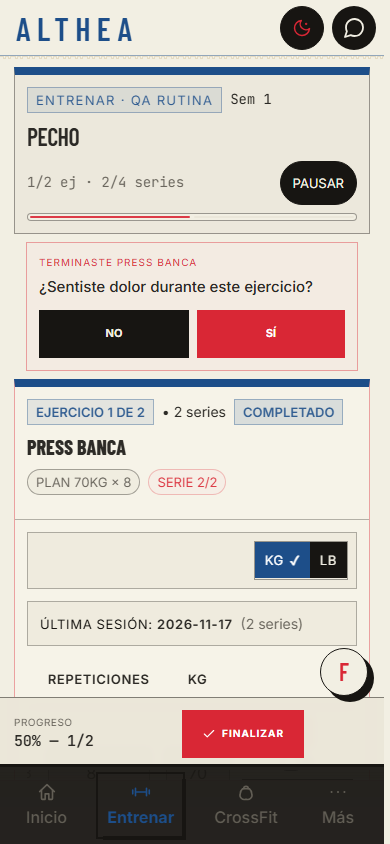 ALTHEA
ENTRENAR · QA RUTINA Sem 1
PECHO
1/2 ej · 2/4 series
PAUSAR
TERMINASTE PRESS BANCA
¿Sentiste dolor durante este ejercicio?
NO SÍ
EJERCICIO 1 DE 2 • 2 series COMPLETADO
PRESS BANCA
PLAN 70KG × 8 SERIE 2/2
KG ✓ LB
ÚLTIMA SESIÓN: 2026-11-17 (2 series)
REPETICIONES KG
F
PROGRESO
50% — 1/2
✓ FINALIZAR
Inicio Entrenar CrossFit Más